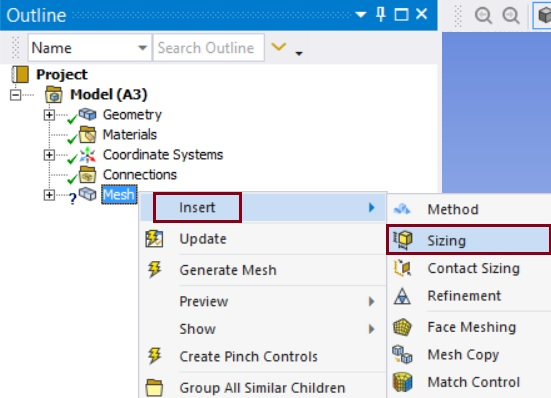 Outline
Name
Search Outline
Project
Model (A3)
Geometry
Materials
Coordinate Systems
Connections
Mesh
Insert
Update
Generate Mesh
Preview
Show
Create Pinch Controls
Group All Similar Children
Method
Sizing
Contact Sizing
Refinement
Face Meshing
Mesh Copy
Match Control